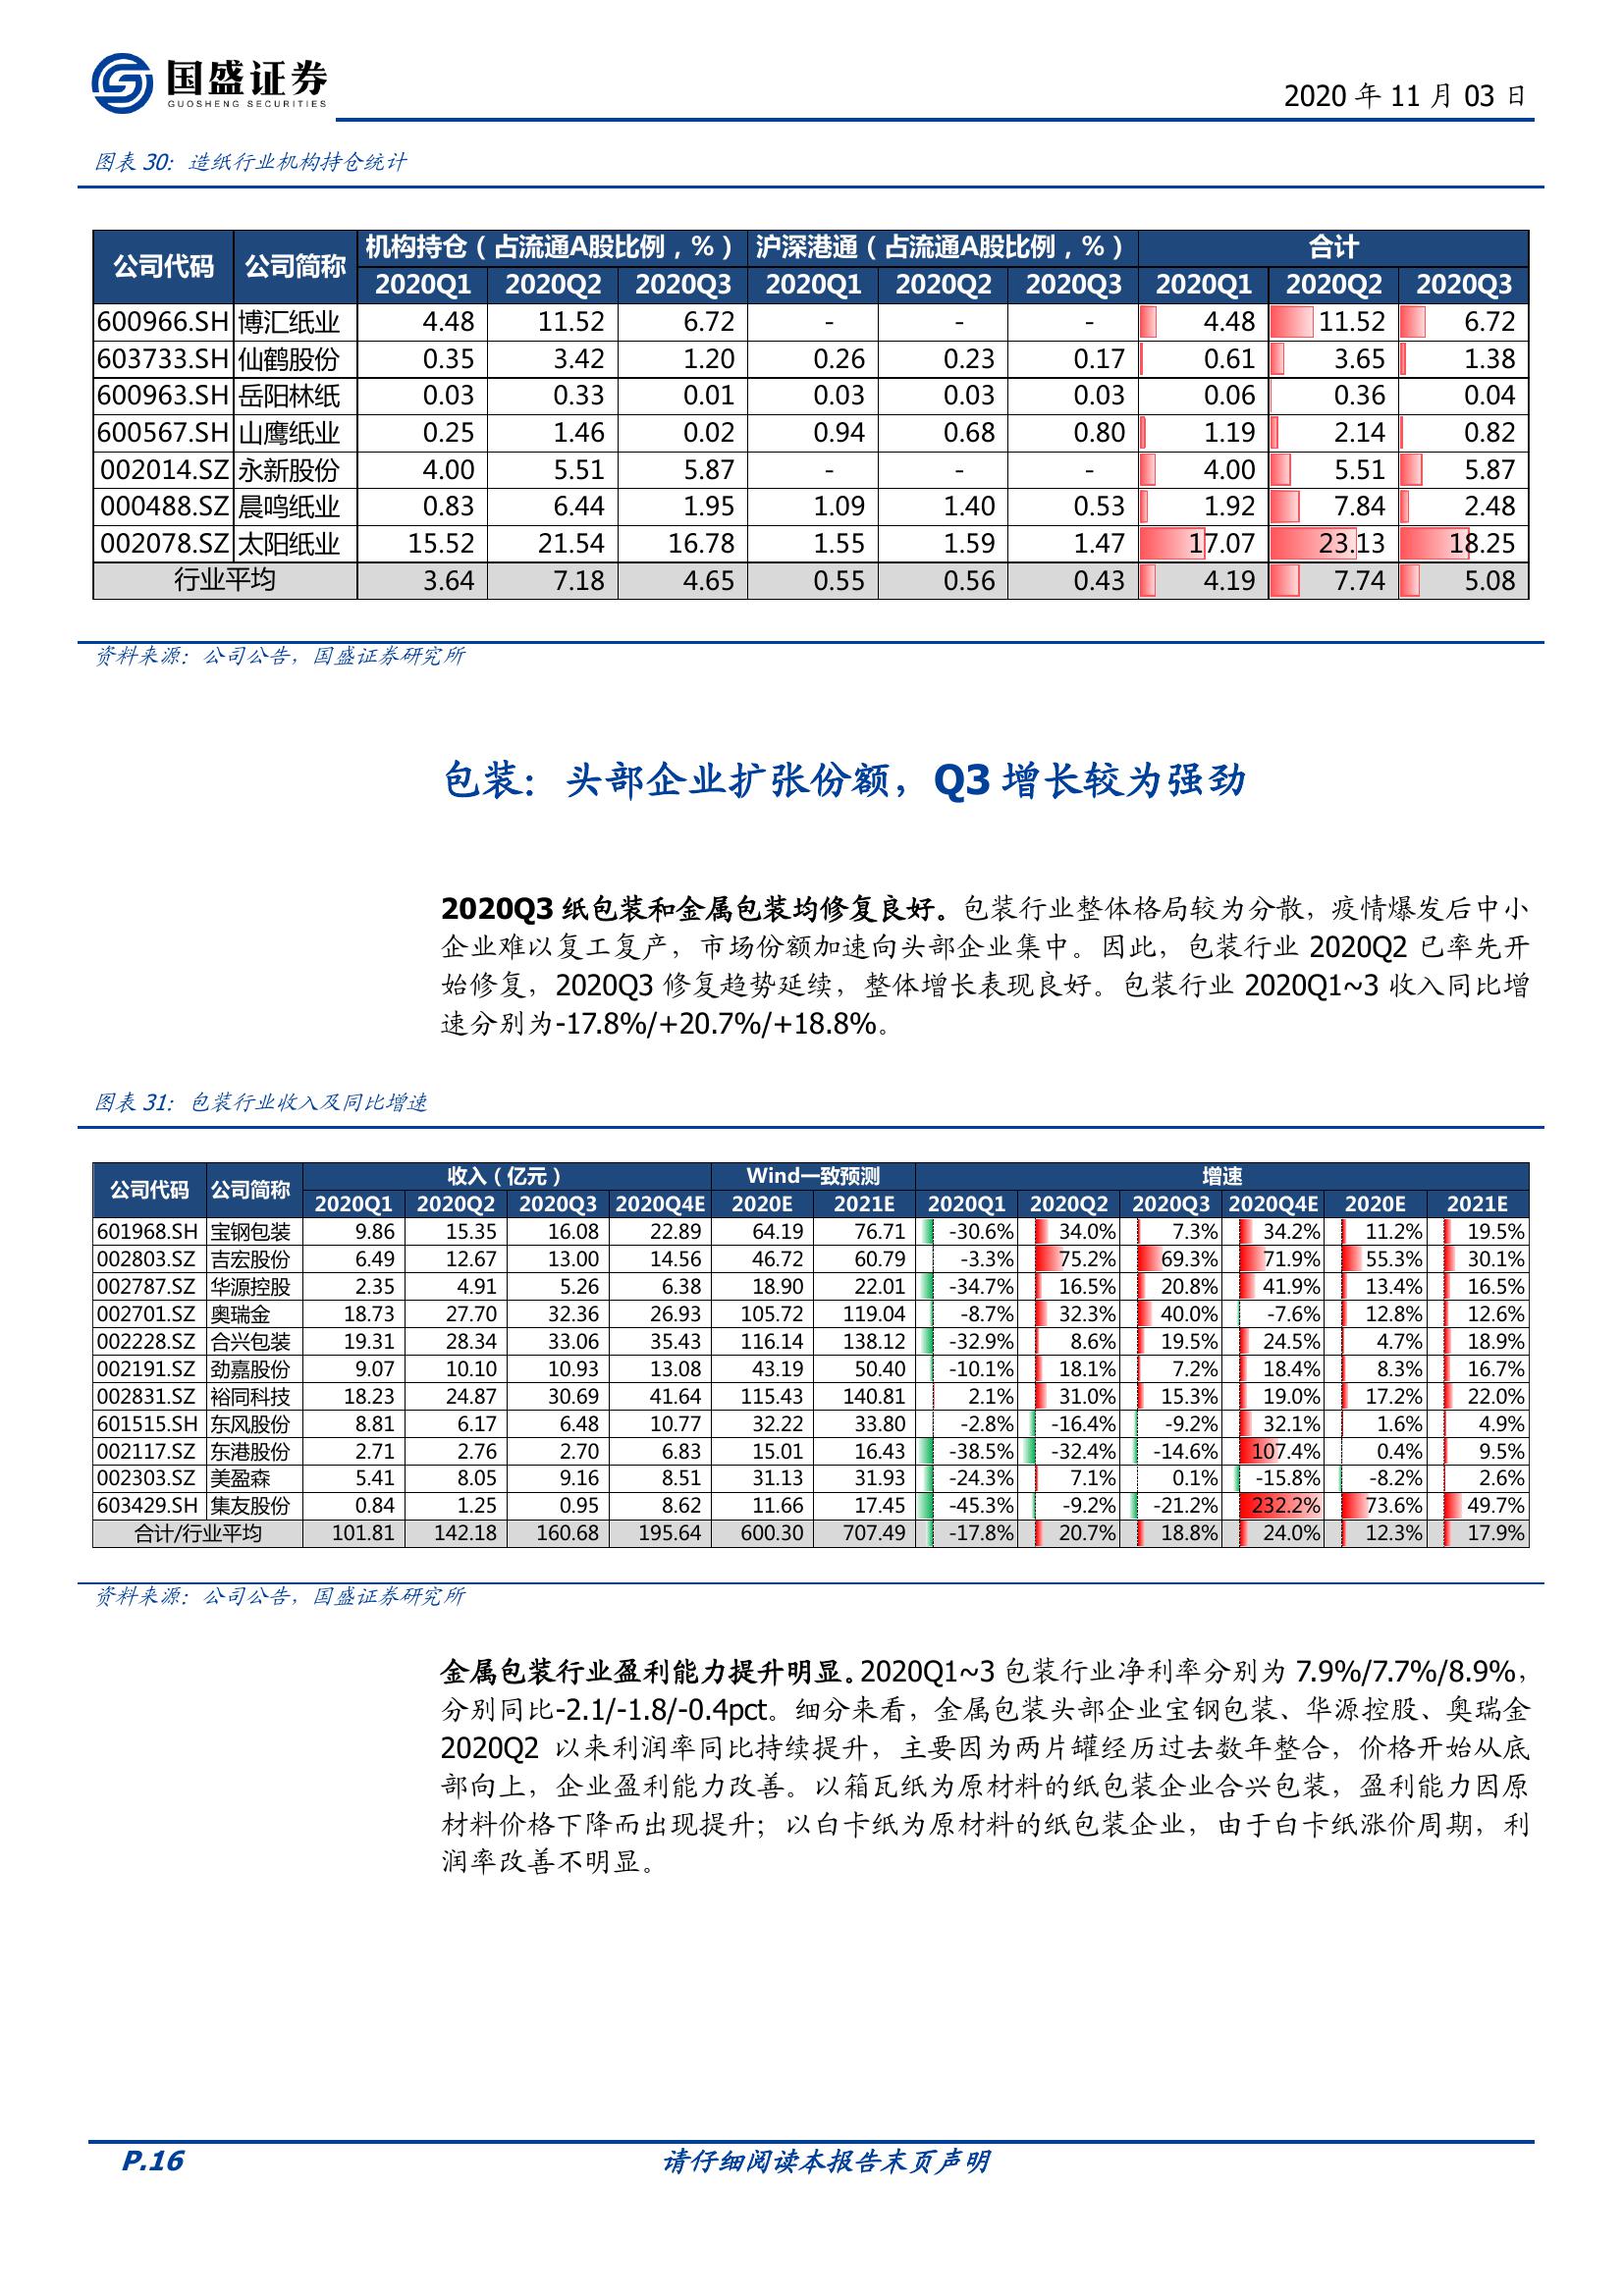 国盛证券
GUOSHENG SECURITIES
2020 年 11 月 03 日
图表 30：造纸行业机构持仓统计
公司代码 公司简称 机构持仓（占流通A股比例，%） 沪深港通（占流通A股比例，%） 合计
2020Q1 2020Q2 2020Q3 2020Q1 2020Q2 2020Q3 2020Q1 2020Q2 2020Q3
600966.SH 博汇纸业 4.48 11.52 6.72 - - - 4.48 11.52 6.72
603733.SH 仙鹤股份 0.35 3.42 1.20 0.26 0.23 0.17 0.61 3.65 1.38
600963.SH 岳阳林纸 0.03 0.33 0.01 0.03 0.03 0.03 0.06 0.36 0.04
600567.SH 山鹰纸业 0.25 1.46 0.02 0.94 0.68 0.80 1.19 2.14 0.82
002014.SZ 永新股份 4.00 5.51 5.87 - - - 4.00 5.51 5.87
000488.SZ 晨鸣纸业 0.83 6.44 1.95 1.09 1.40 0.53 1.92 7.84 2.48
002078.SZ 太阳纸业 15.52 21.54 16.78 1.55 1.59 1.47 17.07 23.13 18.25
行业平均 3.64 7.18 4.65 0.55 0.56 0.43 4.19 7.74 5.08
资料来源：公司公告，国盛证券研究所
包装：头部企业扩张份额，Q3 增长较为强劲
2020Q3 纸包装和金属包装均修复良好。包装行业整体格局较为分散，疫情爆发后中小
企业难以复工复产，市场份额加速向头部企业集中。因此，包装行业 2020Q2 已率先开
始修复，2020Q3 修复趋势延续，整体增长表现良好。包装行业 2020Q1~3 收入同比增
速分别为-17.8%/+20.7%/+18.8%。
图表 31：包装行业收入及同比增速
公司代码 公司简称 收入（亿元） Wind一致预测 增速
2020Q1 2020Q2 2020Q3 2020Q4E 2020E 2021E 2020Q1 2020Q2 2020Q3 2020Q4E 2020E 2021E
601968.SH 宝钢包装 9.86 15.35 16.08 22.89 64.19 76.71 -30.6% 34.0% 7.3% 34.2% 11.2% 19.5%
002803.SZ 吉宏股份 6.49 12.67 13.00 14.56 46.72 60.79 -3.3% 75.2% 69.3% 71.9% 55.3% 30.1%
002787.SZ 华源控股 2.35 4.91 5.26 6.38 18.90 22.01 -34.7% 16.5% 20.8% 41.9% 13.4% 16.5%
002701.SZ 奥瑞金 18.73 27.70 32.36 26.93 105.72 119.04 -8.7% 32.3% 40.0% -7.6% 12.8% 12.6%
002228.SZ 合兴包装 19.31 28.34 33.06 35.43 116.14 138.12 -32.9% 8.6% 19.5% 24.5% 4.7% 18.9%
002191.SZ 劲嘉股份 9.07 10.10 10.93 13.08 43.19 50.40 -10.1% 18.1% 7.2% 18.4% 8.3% 16.7%
002831.SZ 裕同科技 18.23 24.87 30.69 41.64 115.43 140.81 2.1% 31.0% 15.3% 19.0% 17.2% 22.0%
601515.SH 东风股份 8.81 6.17 6.48 10.77 32.22 33.80 -2.8% -16.4% -9.2% 32.1% 1.6% 4.9%
002117.SZ 东港股份 2.71 2.76 2.70 6.83 15.01 16.43 -38.5% -32.4% -14.6% 107.4% 0.4% 9.5%
002303.SZ 美盈森 5.41 8.05 9.16 8.51 31.13 31.93 -24.3% 7.1% 0.1% -15.8% -8.2% 2.6%
603429.SH 集友股份 0.84 1.25 0.95 8.62 11.66 17.45 -45.3% -9.2% -21.2% 232.2% 73.6% 49.7%
合计/行业平均 101.81 142.18 160.68 195.64 600.30 707.49 -17.8% 20.7% 18.8% 24.0% 12.3% 17.9%
资料来源：公司公告，国盛证券研究所
金属包装行业盈利能力提升明显。2020Q1~3 包装行业净利率分别为 7.9%/7.7%/8.9%，
分别同比-2.1/-1.8/-0.4pct。细分来看，金属包装头部企业宝钢包装、华源控股、奥瑞金
2020Q2 以来利润率同比持续提升，主要因为两片罐经历过去数年整合，价格开始从底
部向上，企业盈利能力改善。以箱瓦纸为原材料的纸包装企业合兴包装，盈利能力因原
材料价格下降而出现提升；以白卡纸为原材料的纸包装企业，由于白卡纸涨价周期，利
润率改善不明显。
P.16 请仔细阅读本报告末页声明